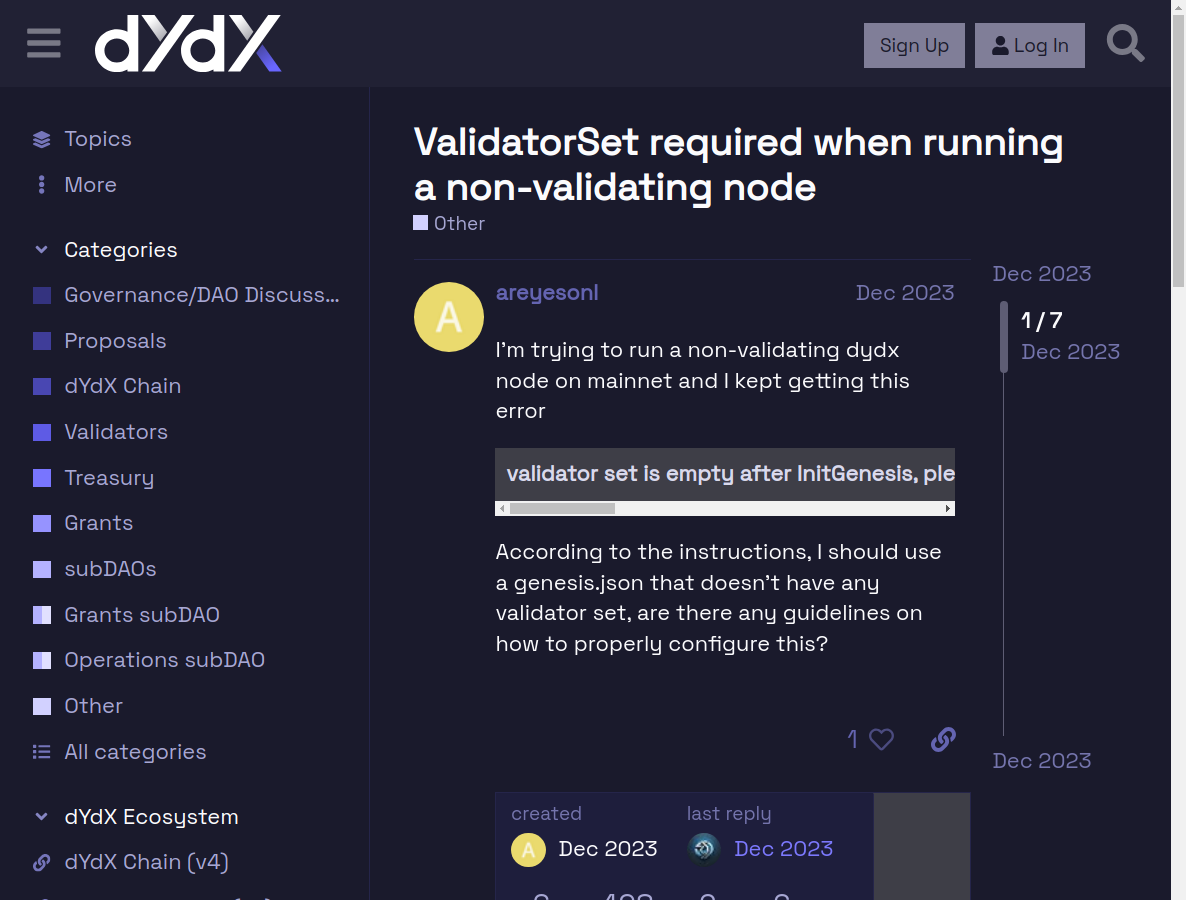 dYdX
Sign Up
Log In
Topics
More
Categories
Governance/DAO Discuss...
Proposals
dYdX Chain
Validators
Treasury
Grants
subDAOs
Grants subDAO
Operations subDAO
Other
All categories
dYdX Ecosystem
dYdX Chain (v4)
ValidatorSet required when running
a non-validating node
Other
A
areyesonl
Dec 2023
I'm trying to run a non-validating dydx
node on mainnet and I kept getting this
error
validator set is empty after InitGenesis, ple
According to the instructions, I should use
a genesis.json that doesn't have any
validator set, are there any guidelines on
how to properly configure this?
1
created
A
Dec 2023
last reply
Dec 2023
Dec 2023
1 / 7
Dec 2023
Dec 2023